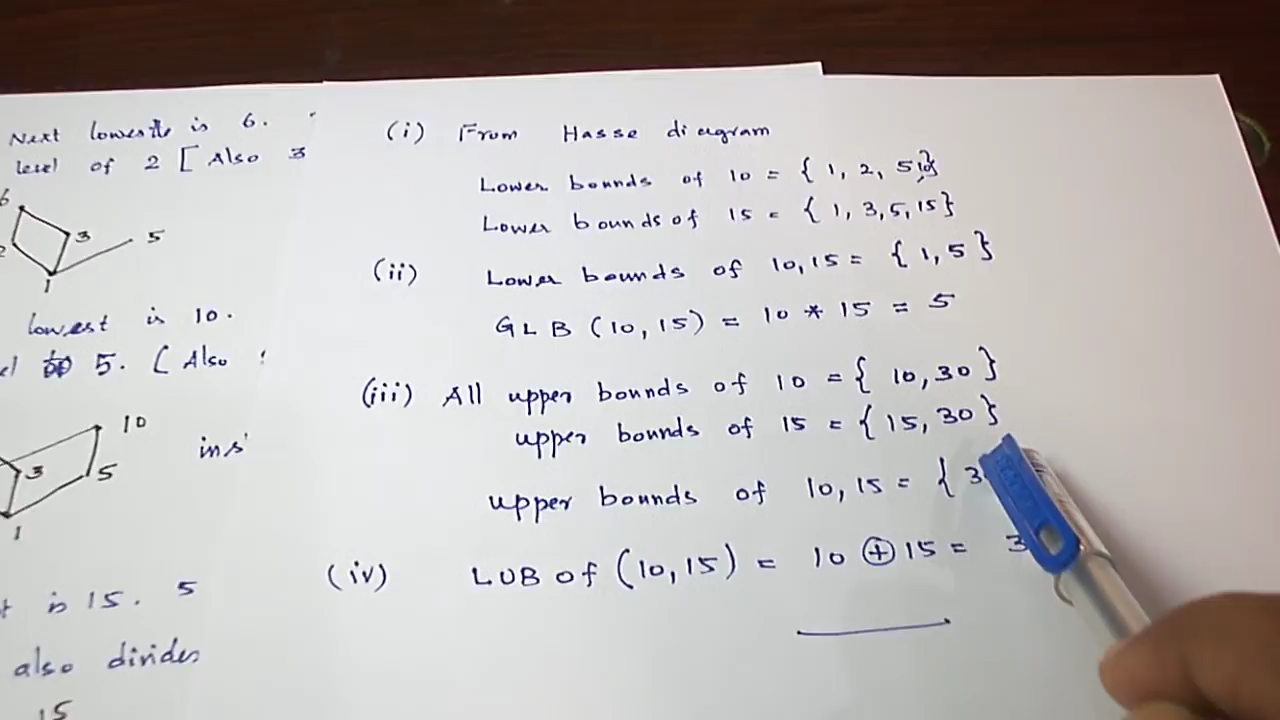 Next lowest is 6.
level of 2 [ Also 3
6
3
5
2
1
lowest is 10.
5. ( Also
10
3
5
1
ins
is 15. 5
also divides
15
(i) From Hasse diagram
Lower bounds of 10 = { 1, 2, 5, 10}
Lower bounds of 15 = { 1, 3, 5, 15}
(ii) Lower bounds of 10, 15 = { 1, 5 }
GLB (10, 15) = 10 * 15 = 5
(iii) All upper bounds of 10 = { 10, 30 }
upper bounds of 15 = { 15, 30 }
upper bounds of 10, 15 = { 3
(iv) LUB of (10, 15) = 10 ⊕ 15 = 3